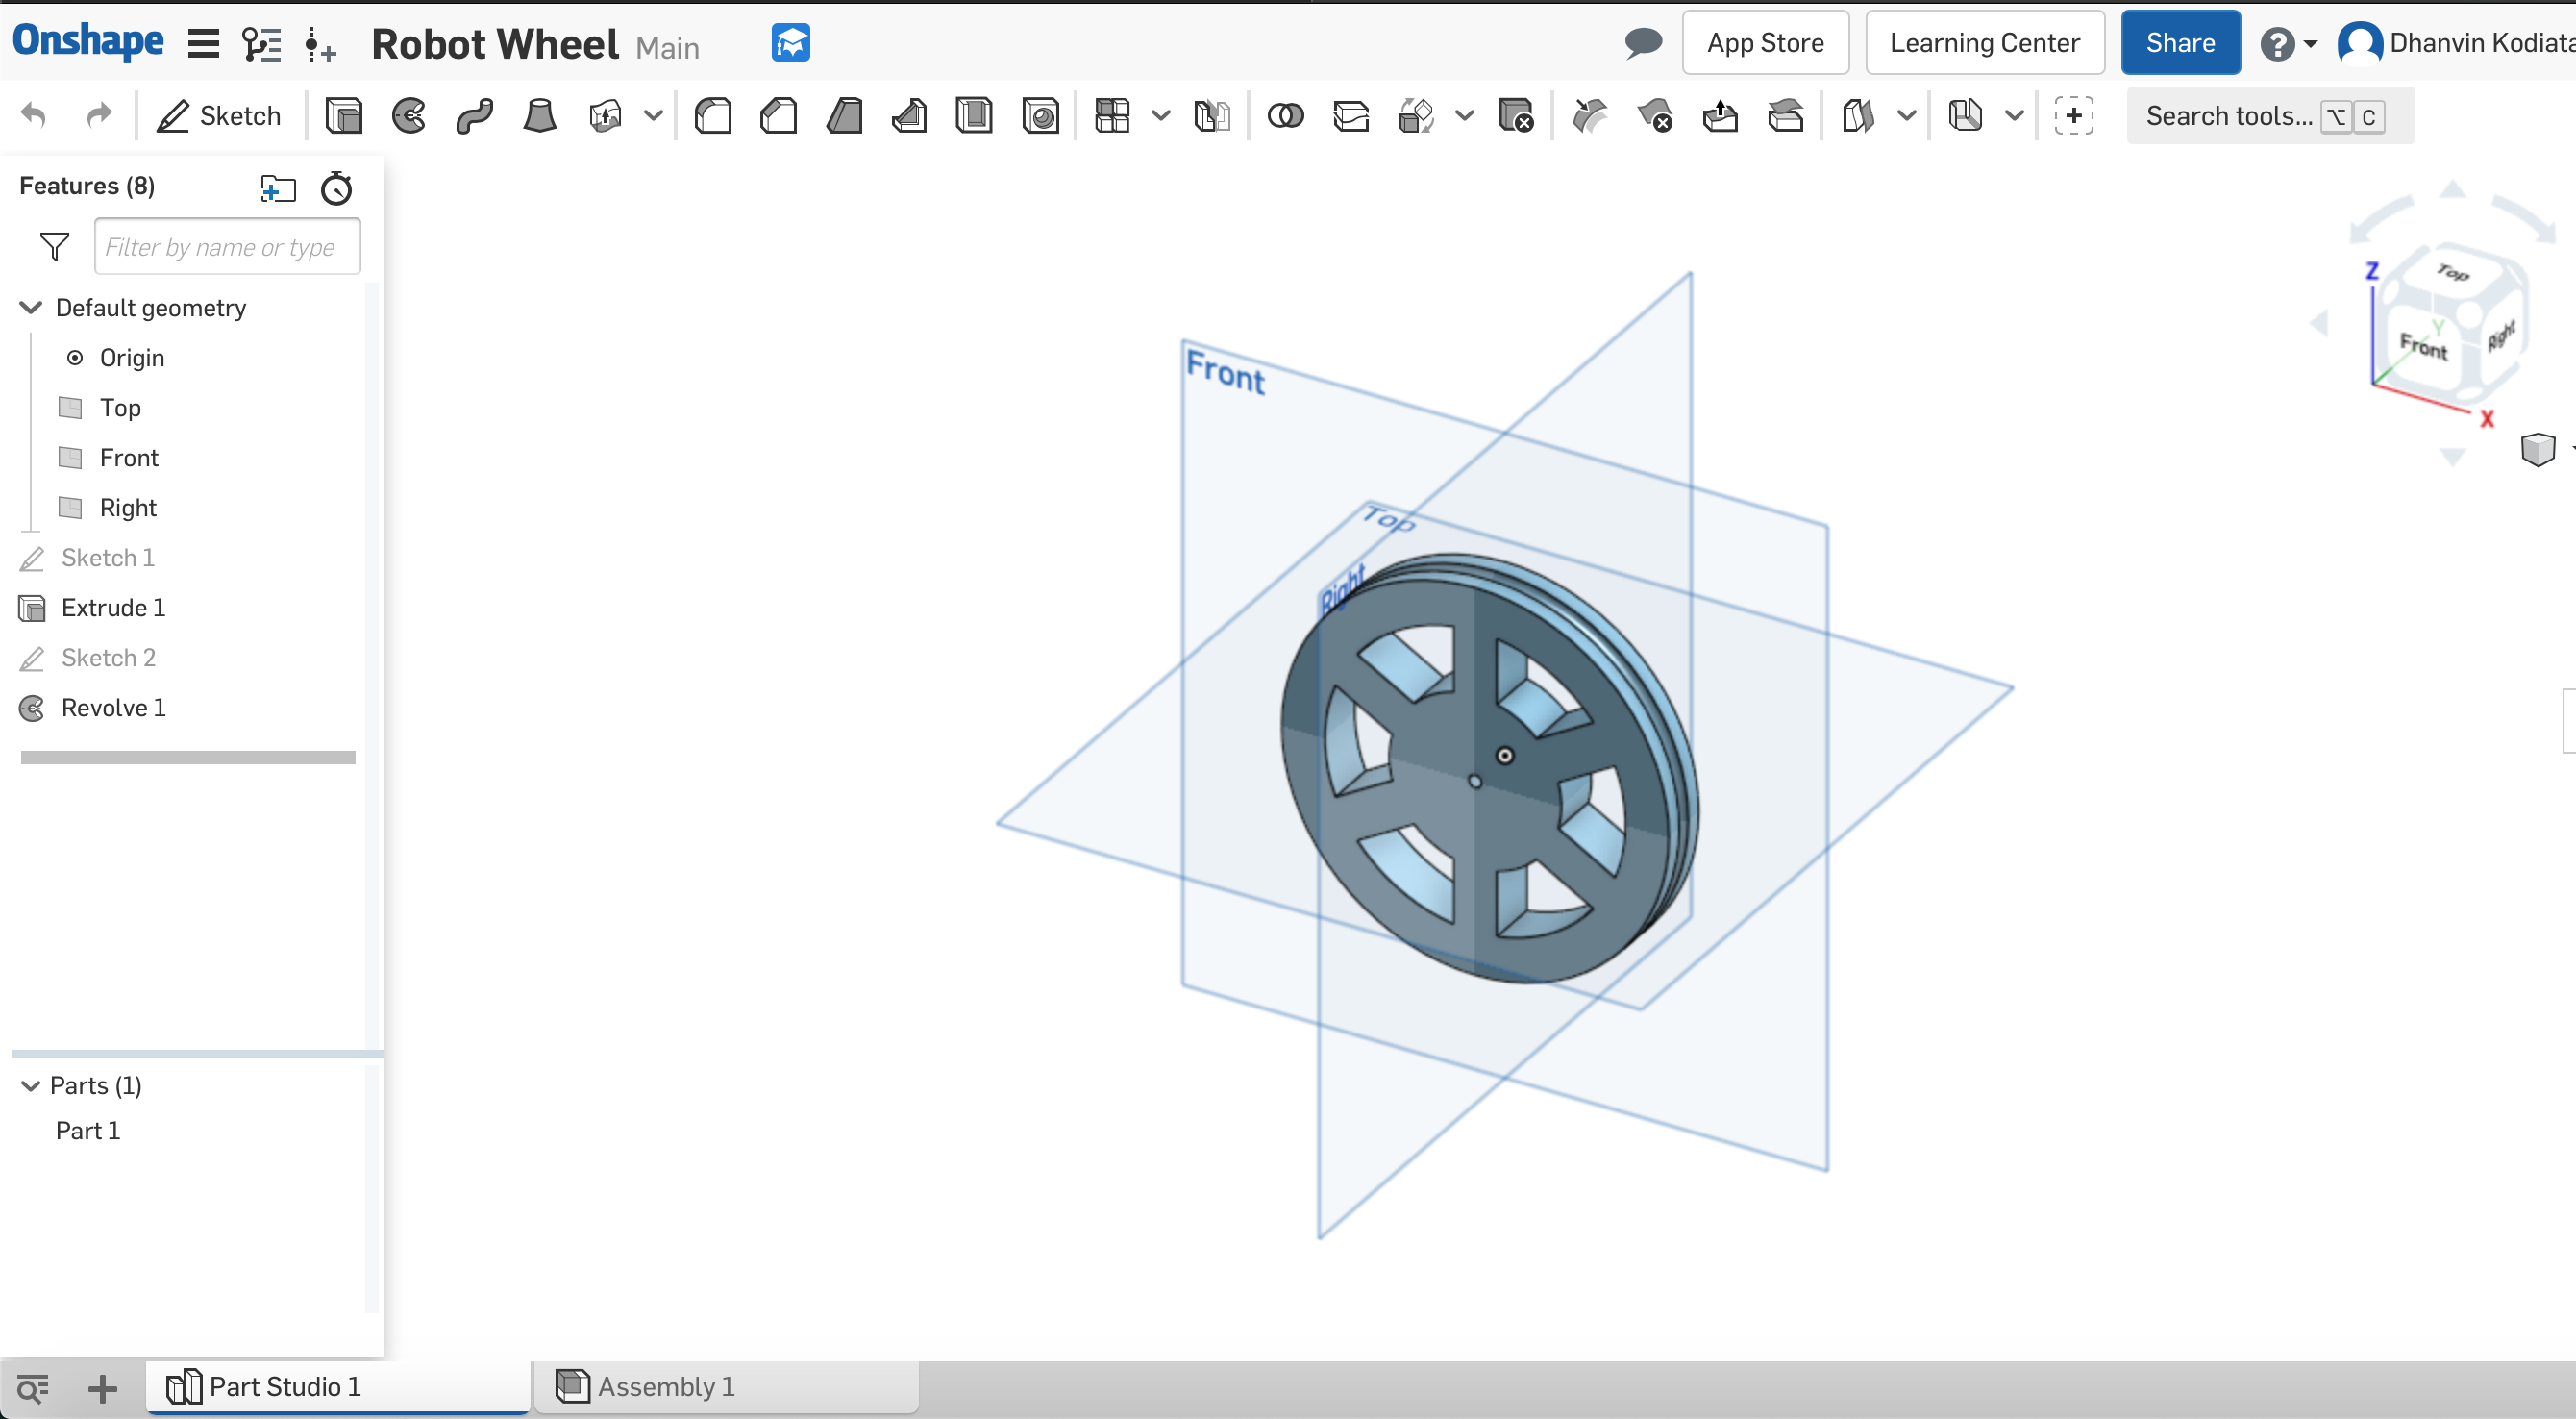 Onshape Robot Wheel Main App Store Learning Center Share
Sketch Search tools... ⌥ C
Features (8)
Filter by name or type
Default geometry
Origin
Top
Front
Right
Sketch 1
Extrude 1
Sketch 2
Revolve 1
Parts (1)
Part 1
Front
Top
Right
Top
Z
Y
Front
Right
X
Part Studio 1 Assembly 1